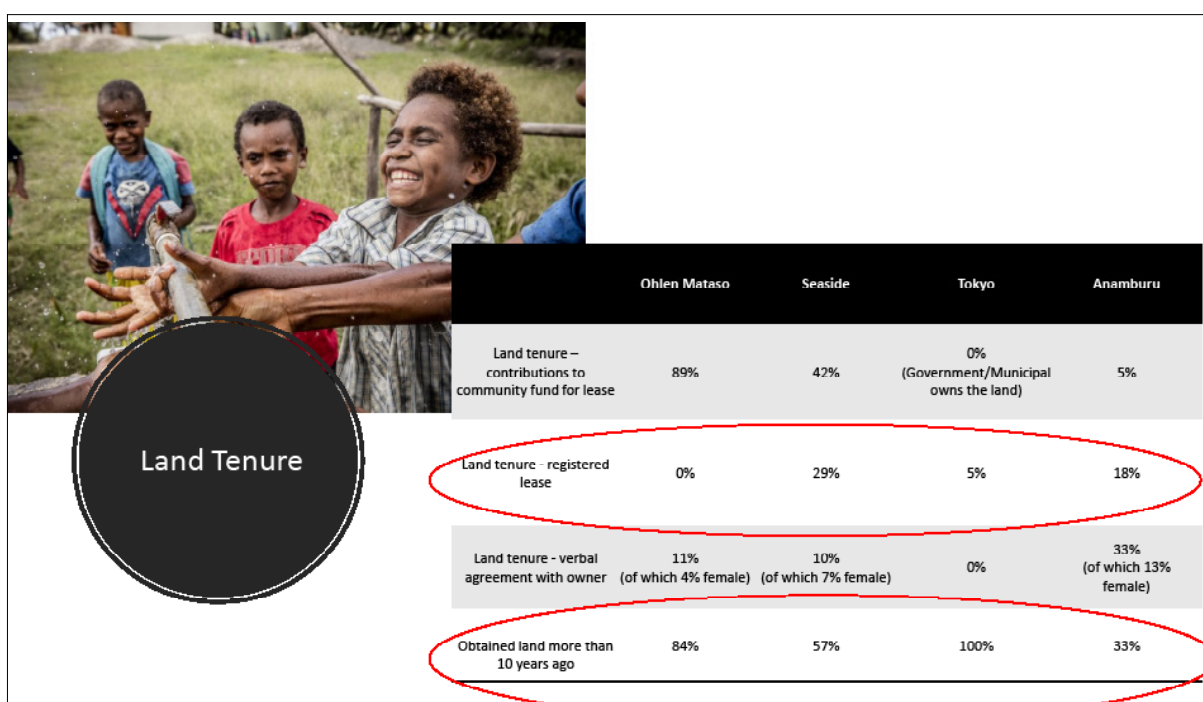 Land Tenure
Ohlen Mataso Seaside Tokyo Anamburu
Land tenure –
contributions to
community fund for lease
89% 42% 0%
(Government/Municipal
owns the land)
5%
Land tenure - registered
lease
0% 29% 5% 18%
Land tenure - verbal
agreement with owner
11%
(of which 4% female)
10%
(of which 7% female)
0%
33%
(of which 13%
female)
Obtained land more than
10 years ago
84% 57% 100% 33%